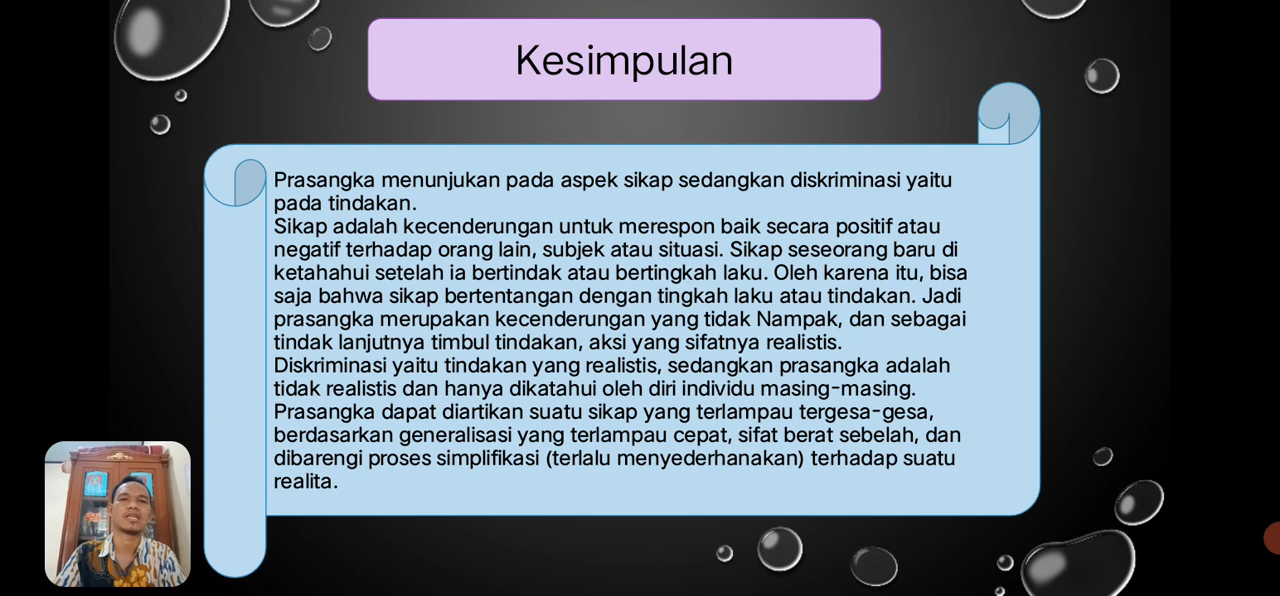 Kesimpulan
Prasangka menunjukan pada aspek sikap sedangkan diskriminasi yaitu
pada tindakan.
Sikap adalah kecenderungan untuk merespon baik secara positif atau
negatif terhadap orang lain, subjek atau situasi. Sikap seseorang baru di
ketahahui setelah ia bertindak atau bertingkah laku. Oleh karena itu, bisa
saja bahwa sikap bertentangan dengan tingkah laku atau tindakan. Jadi
prasangka merupakan kecenderungan yang tidak Nampak, dan sebagai
tindak lanjutnya timbul tindakan, aksi yang sifatnya realistis.
Diskriminasi yaitu tindakan yang realistis, sedangkan prasangka adalah
tidak realistis dan hanya dikatahui oleh diri individu masing-masing.
Prasangka dapat diartikan suatu sikap yang terlampau tergesa-gesa,
berdasarkan generalisasi yang terlampau cepat, sifat berat sebelah, dan
dibarengi proses simplifikasi (terlalu menyederhanakan) terhadap suatu
realita.